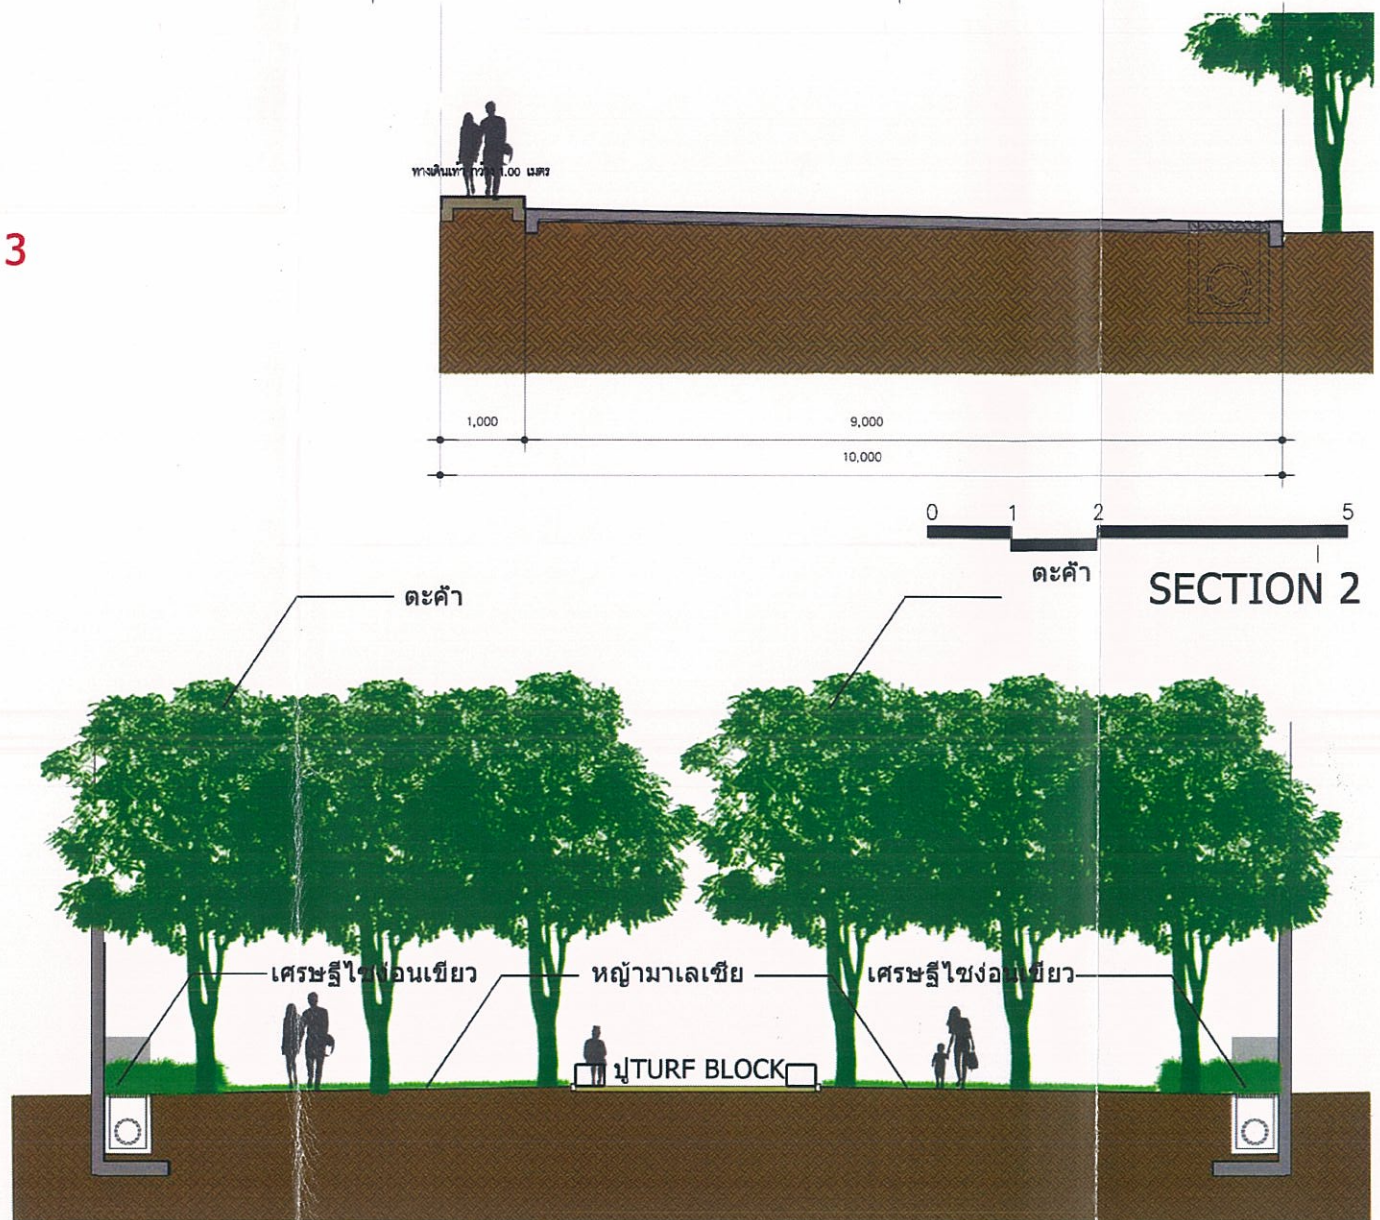 ทางเดินเท้า กว้าง 1.00 เมตร
3
1,000
9,000
10,000
0 1 2 5
ตะคำ
SECTION 2
ตะคำ
เศรษฐีไซ่ง่อนเขียว
หญ้ามาเลเซีย
เศรษฐีไซ่ง่อนเขียว
ปูTURF BLOCK